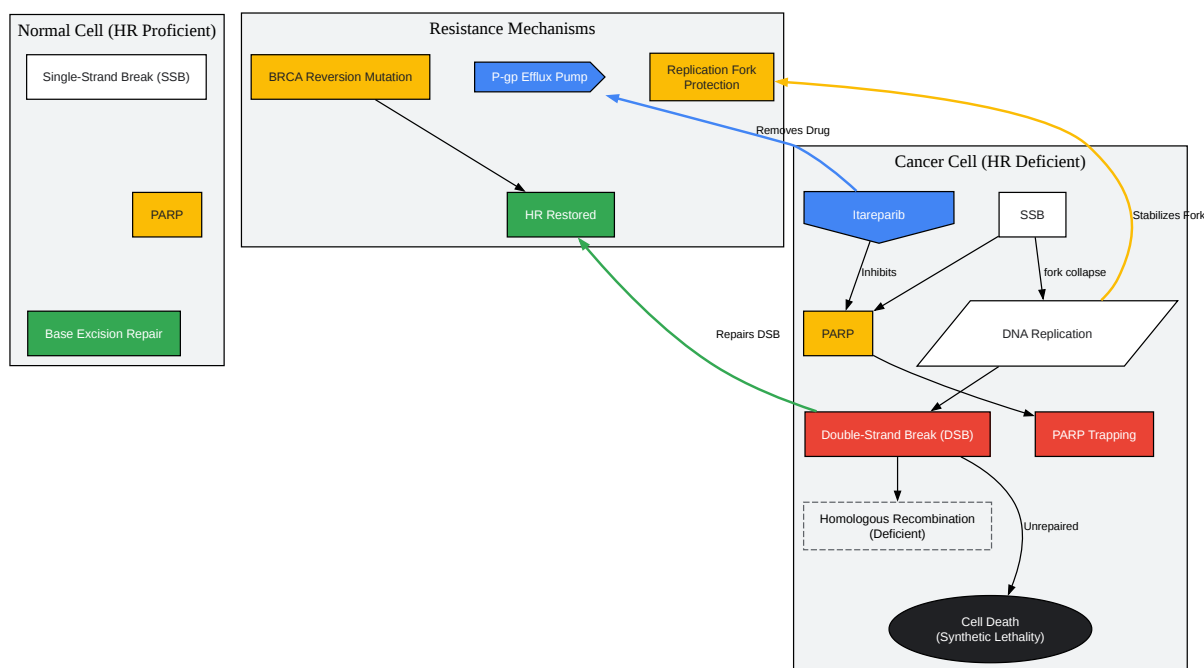 Normal Cell (HR Proficient)
Single-Strand Break (SSB)
PARP
Base Excision Repair
Resistance Mechanisms
BRCA Reversion Mutation
P-gp Efflux Pump
Replication Fork
Protection
HR Restored
Removes Drug
Stabilizes Fork
Repairs DSB
Cancer Cell (HR Deficient)
Itareparib
SSB
Inhibits
fork collapse
PARP
DNA Replication
Double-Strand Break (DSB)
PARP Trapping
Homologous Recombination
(Deficient)
Unrepaired
Cell Death
(Synthetic Lethality)